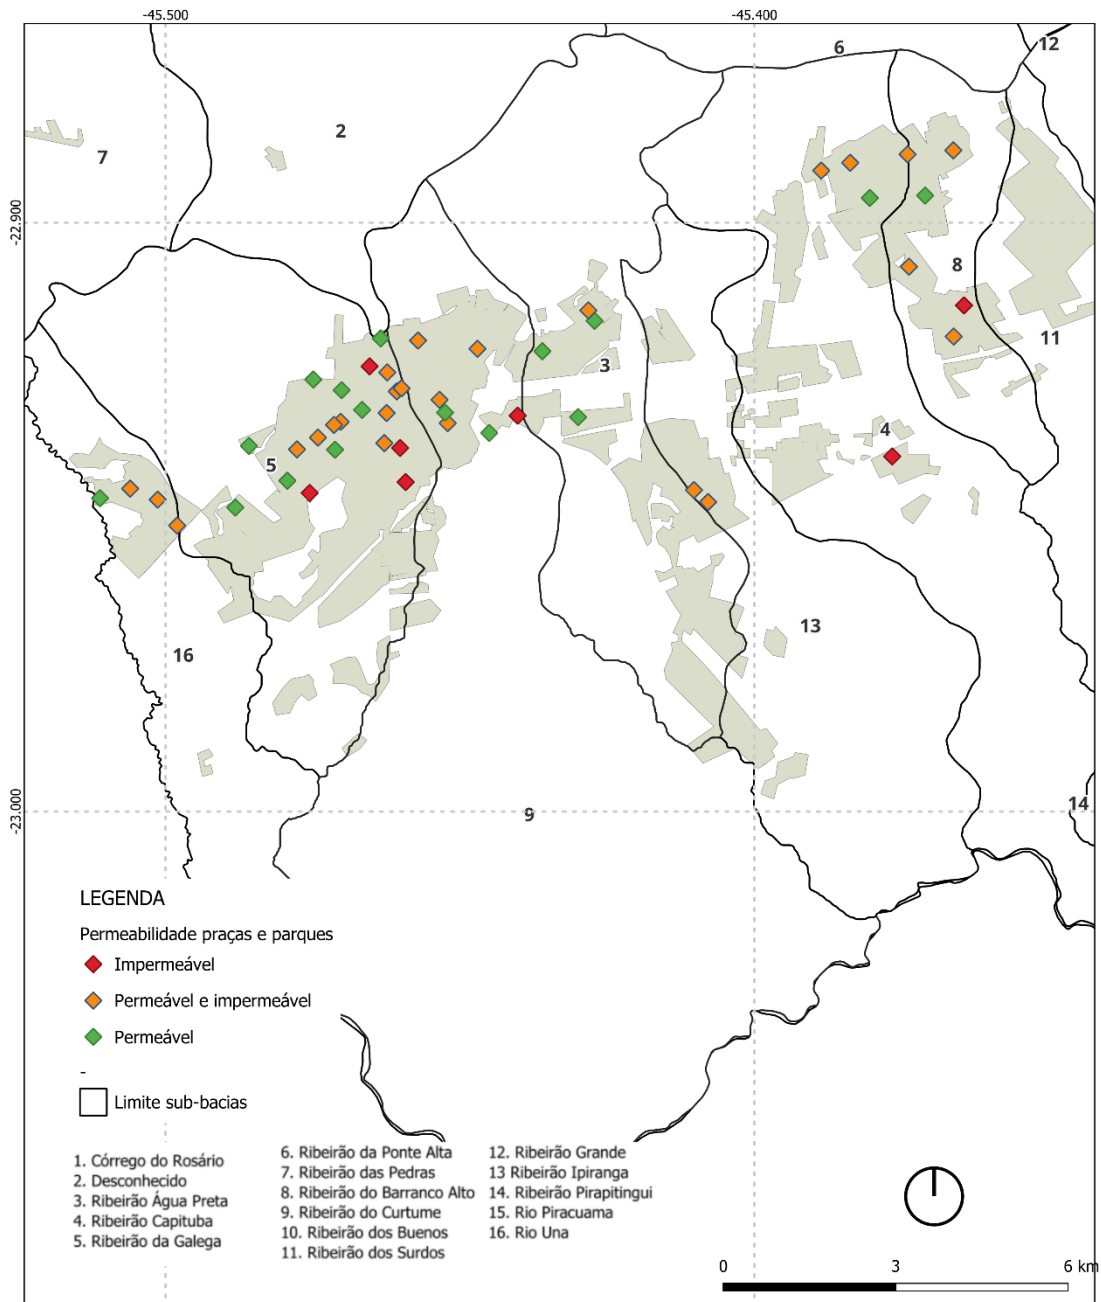 -45.500
-45.400
6
12
2
7
-22.900
8
11
3
4
5
13
16
-23.000
9
14
LEGENDA
Permeabilidade praças e parques
Impermeável
Permeável e impermeável
Permeável
-
Limite sub-bacias
1. Córrego do Rosário
2. Desconhecido
3. Ribeirão Água Preta
4. Ribeirão Capituba
5. Ribeirão da Galega
6. Ribeirão da Ponte Alta
7. Ribeirão das Pedras
8. Ribeirão do Barranco Alto
9. Ribeirão do Curtume
10. Ribeirão dos Buenos
11. Ribeirão dos Surdos
12. Ribeirão Grande
13 Ribeirão Ipiranga
14. Ribeirão Pirapitingui
15. Rio Piracuama
16. Rio Una
0 3 6 km